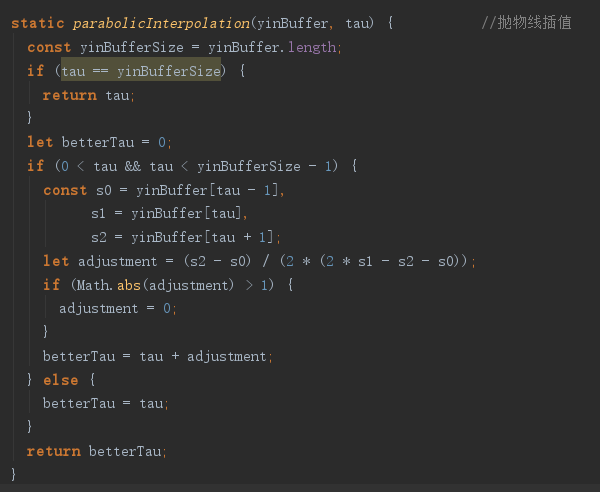 static parabolicInterpolation(yinBuffer, tau) { //抛物线插值
const yinBufferSize = yinBuffer.length;
if (tau == yinBufferSize) {
return tau;
}
let betterTau = 0;
if (0 < tau && tau < yinBufferSize - 1) {
const s0 = yinBuffer[tau - 1],
s1 = yinBuffer[tau],
s2 = yinBuffer[tau + 1];
let adjustment = (s2 - s0) / (2 * (2 * s1 - s2 - s0));
if (Math.abs(adjustment) > 1) {
adjustment = 0;
}
betterTau = tau + adjustment;
} else {
betterTau = tau;
}
return betterTau;
}